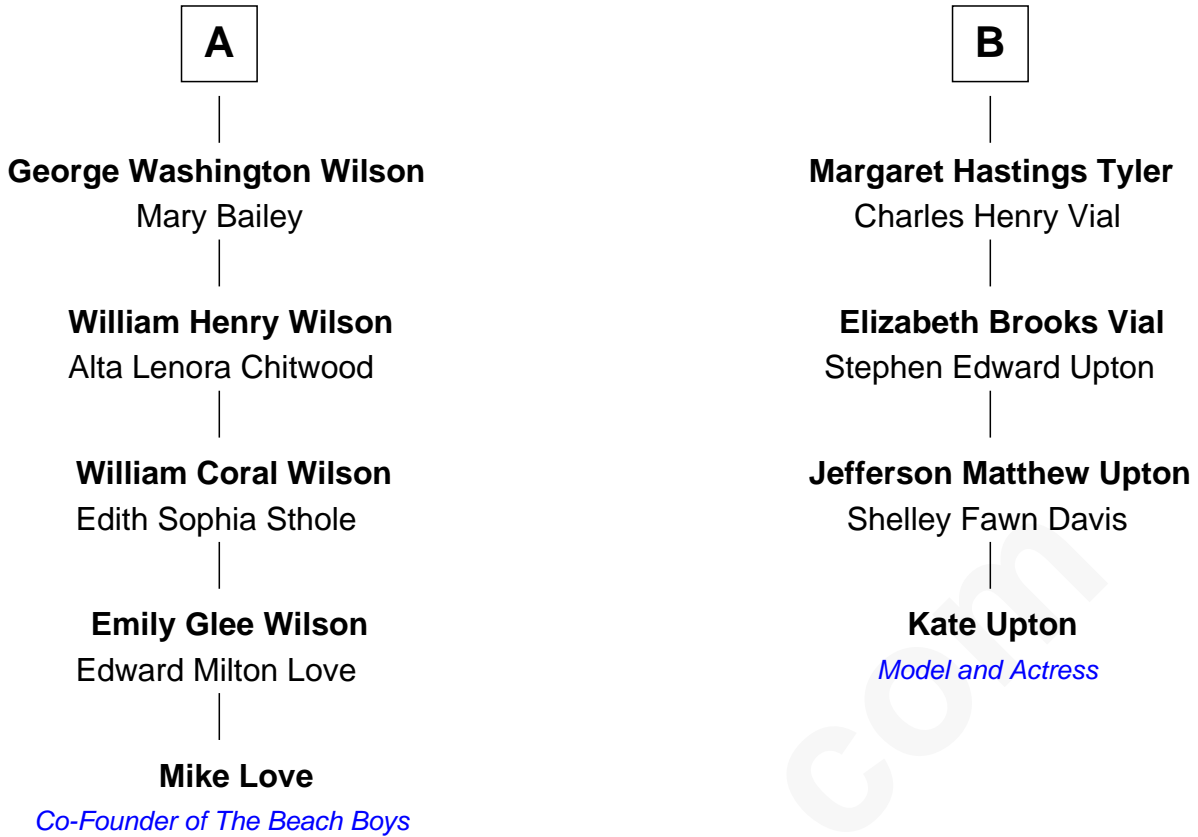 A
George Washington Wilson
Mary Bailey
William Henry Wilson
Alta Lenora Chitwood
William Coral Wilson
Edith Sophia Sthole
Emily Glee Wilson
Edward Milton Love
Mike Love
Co-Founder of The Beach Boys
B
Margaret Hastings Tyler
Charles Henry Vial
Elizabeth Brooks Vial
Stephen Edward Upton
Jefferson Matthew Upton
Shelley Fawn Davis
Kate Upton
Model and Actress
com